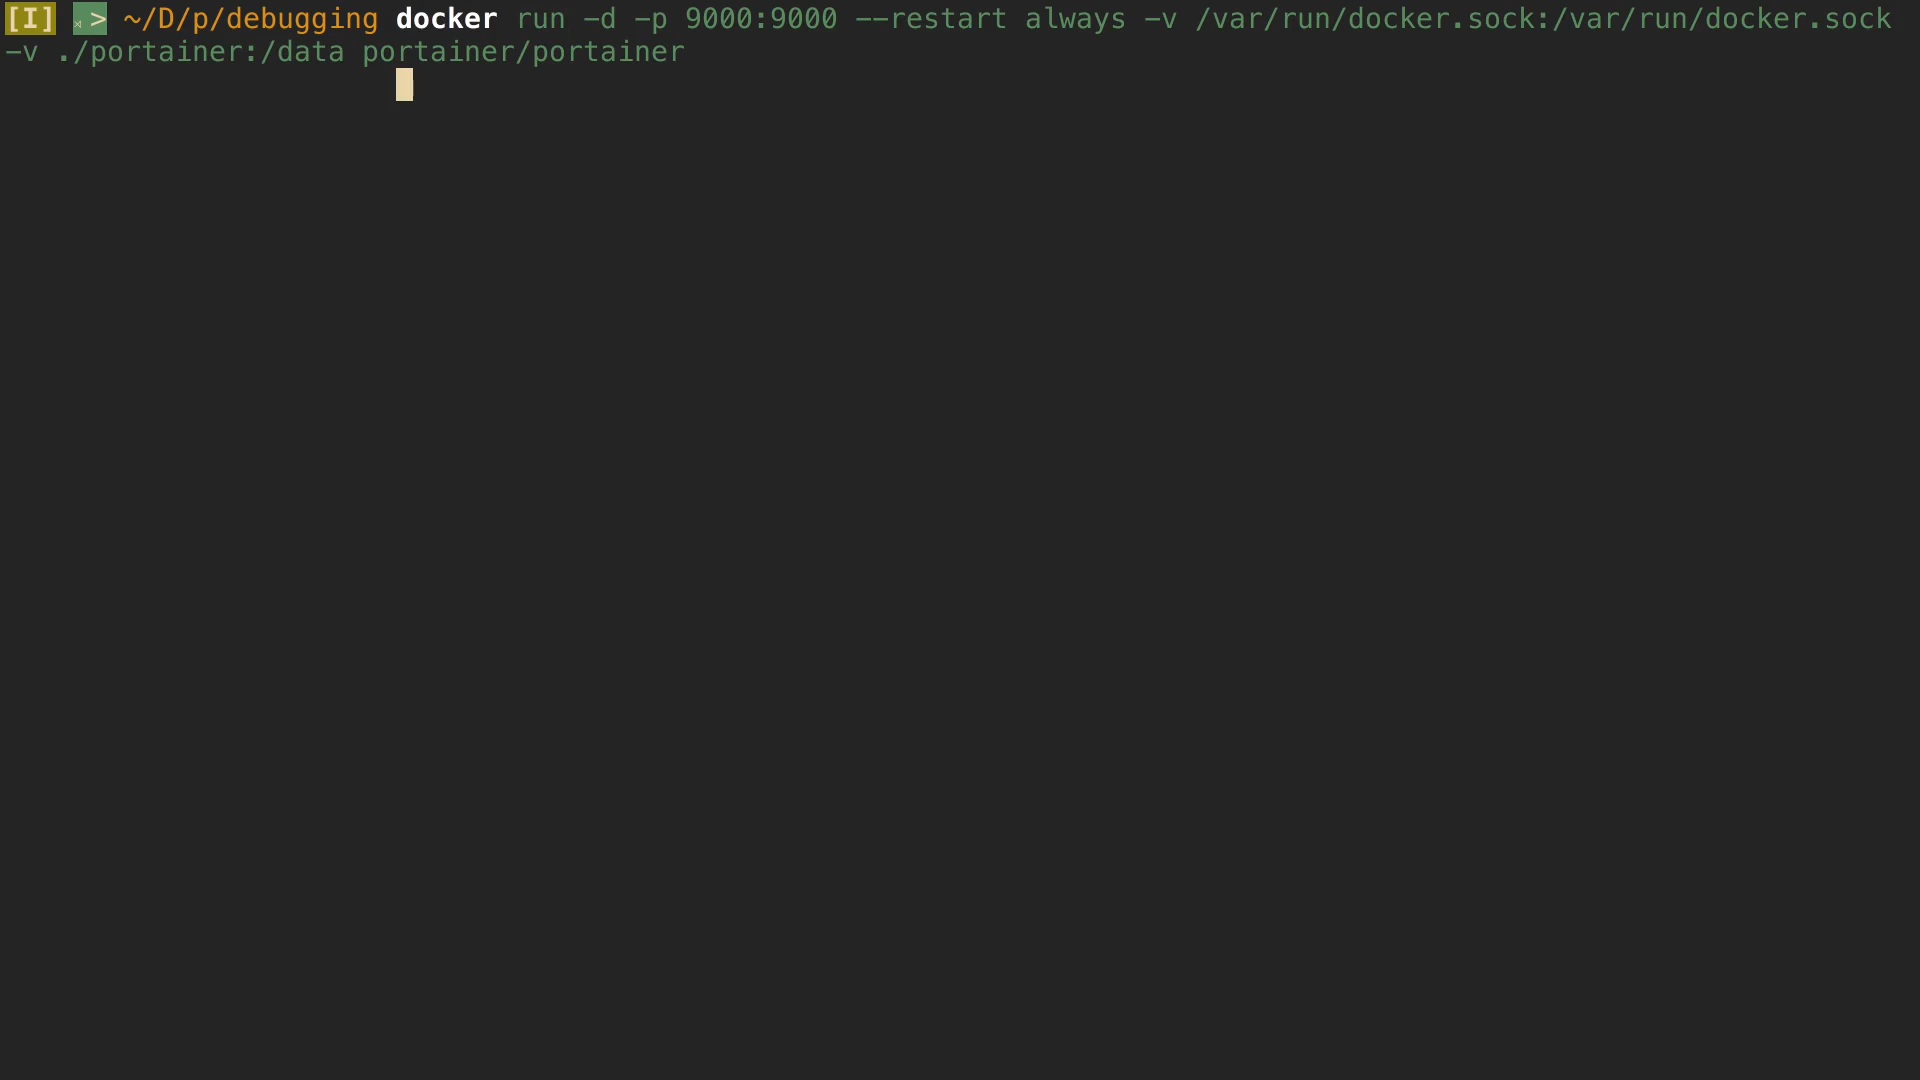 [I] > ~/D/p/debugging docker run -d -p 9000:9000 --restart always -v /var/run/docker.sock:/var/run/docker.sock
-v ./portainer:/data portainer/portainer